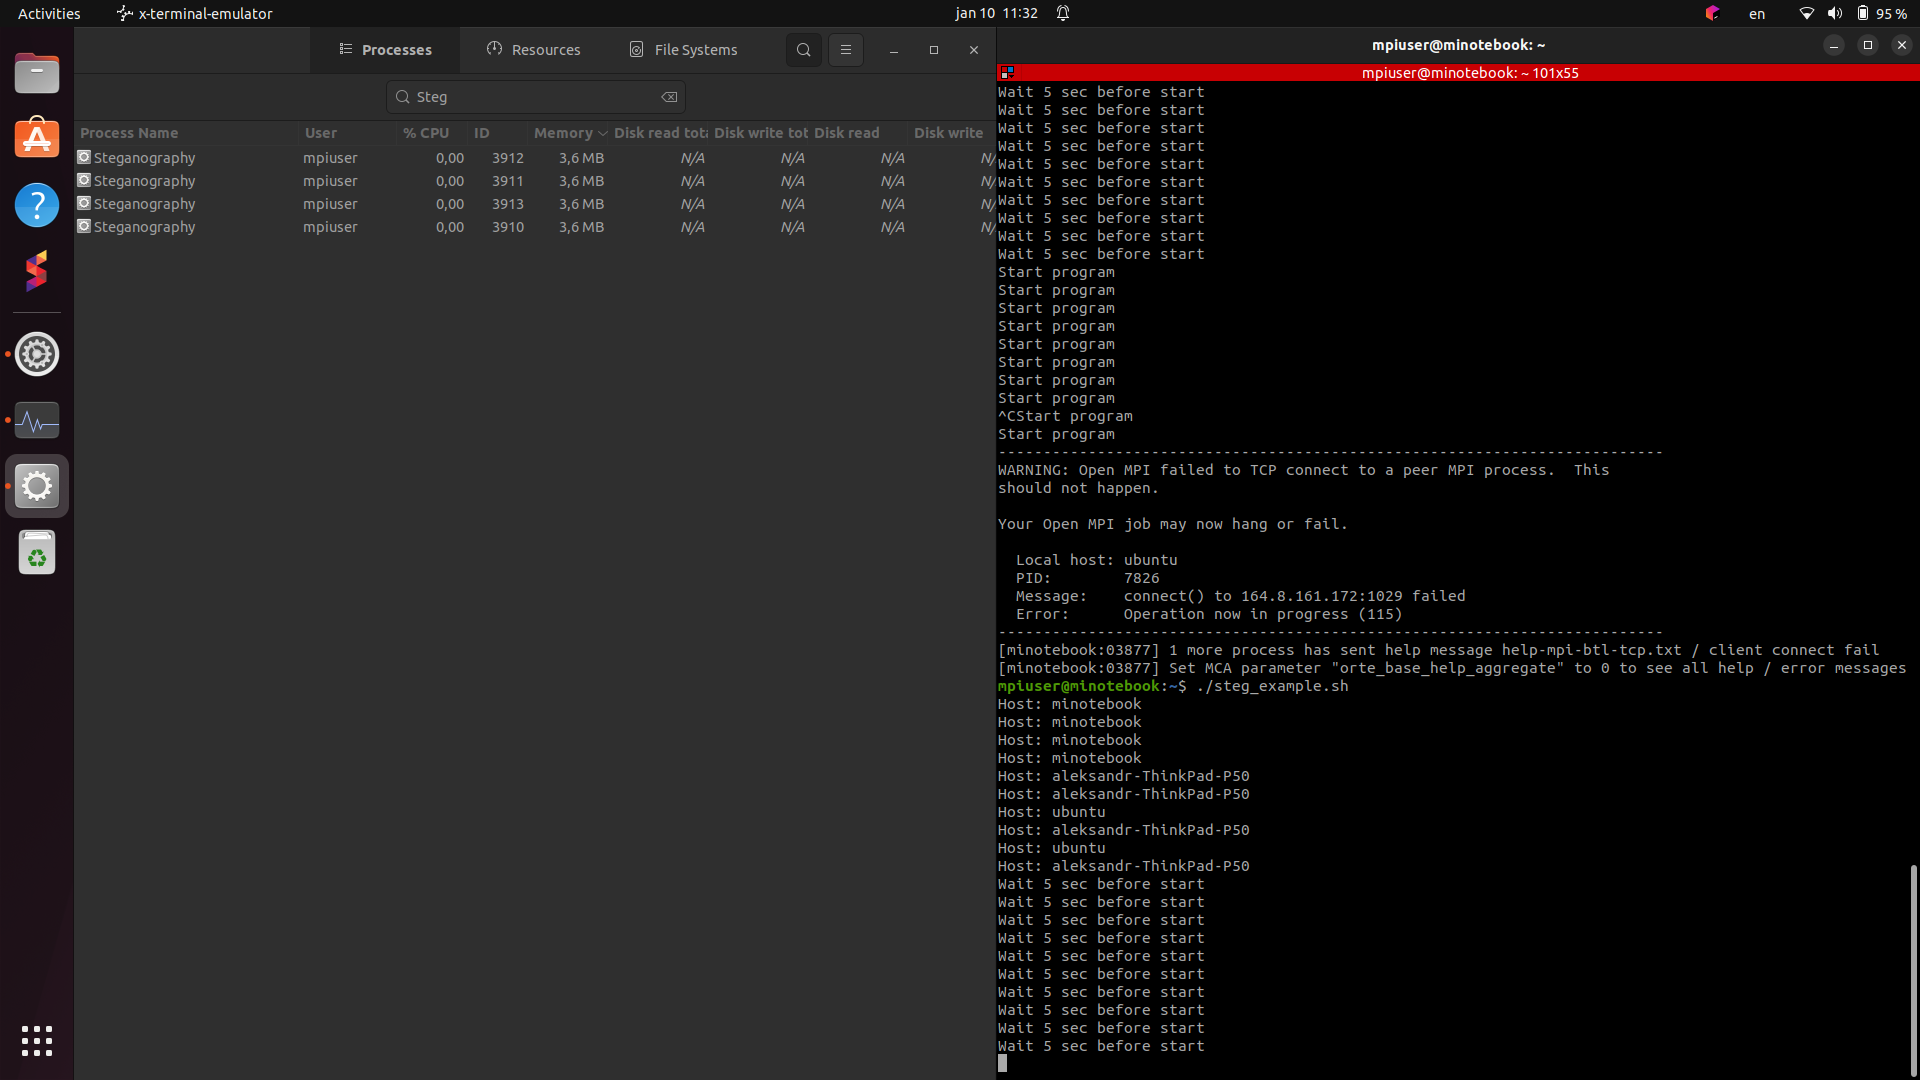 Activities
x-terminal-emulator
jan 10 11:32
en
95 %
Processes
Resources
File Systems
Steg
Process Name User % CPU ID Memory Disk read tota Disk write tot Disk read Disk write
Steganography mpiuser 0,00 3912 3,6 MB N/A N/A N/A N/
Steganography mpiuser 0,00 3911 3,6 MB N/A N/A N/A N/
Steganography mpiuser 0,00 3913 3,6 MB N/A N/A N/A N/
Steganography mpiuser 0,00 3910 3,6 MB N/A N/A N/A N/
mpiuser@minotebook: ~
mpiuser@minotebook: ~ 101x55
Wait 5 sec before start
Wait 5 sec before start
Wait 5 sec before start
Wait 5 sec before start
Wait 5 sec before start
Wait 5 sec before start
Wait 5 sec before start
Wait 5 sec before start
Wait 5 sec before start
Wait 5 sec before start
Start program
Start program
Start program
Start program
Start program
Start program
Start program
Start program
^CStart program
Start program
--------------------------------------------------------------------------
WARNING: Open MPI failed to TCP connect to a peer MPI process.  This
should not happen.
Your Open MPI job may now hang or fail.
Local host: ubuntu
PID:        7826
Message:    connect() to 164.8.161.172:1029 failed
Error:      Operation now in progress (115)
--------------------------------------------------------------------------
[minotebook:03877] 1 more process has sent help message help-mpi-btl-tcp.txt / client connect fail
[minotebook:03877] Set MCA parameter "orte_base_help_aggregate" to 0 to see all help / error messages
mpiuser@minotebook:~$ ./steg_example.sh
Host: minotebook
Host: minotebook
Host: minotebook
Host: minotebook
Host: aleksandr-ThinkPad-P50
Host: aleksandr-ThinkPad-P50
Host: ubuntu
Host: aleksandr-ThinkPad-P50
Host: ubuntu
Host: aleksandr-ThinkPad-P50
Wait 5 sec before start
Wait 5 sec before start
Wait 5 sec before start
Wait 5 sec before start
Wait 5 sec before start
Wait 5 sec before start
Wait 5 sec before start
Wait 5 sec before start
Wait 5 sec before start
Wait 5 sec before start